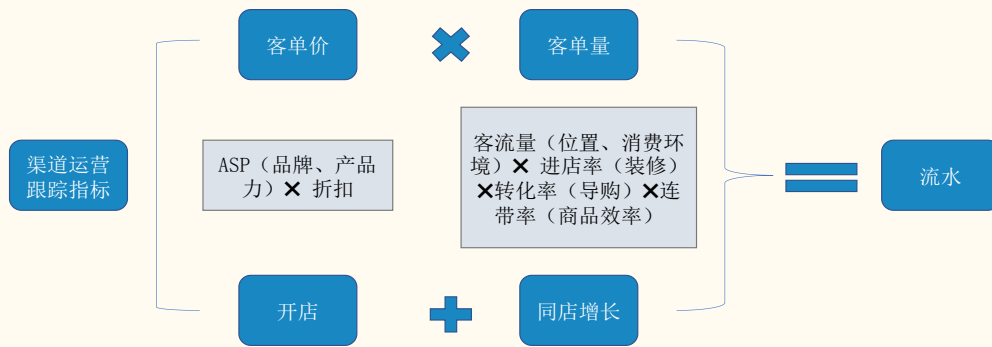 客单价
客单量
渠道运营
跟踪指标
ASP（品牌、产品
力）✖ 折扣
客流量（位置、消费环
境）✖ 进店率（装修）
✖转化率（导购）✖连
带率（商品效率）
流水
开店
同店增长